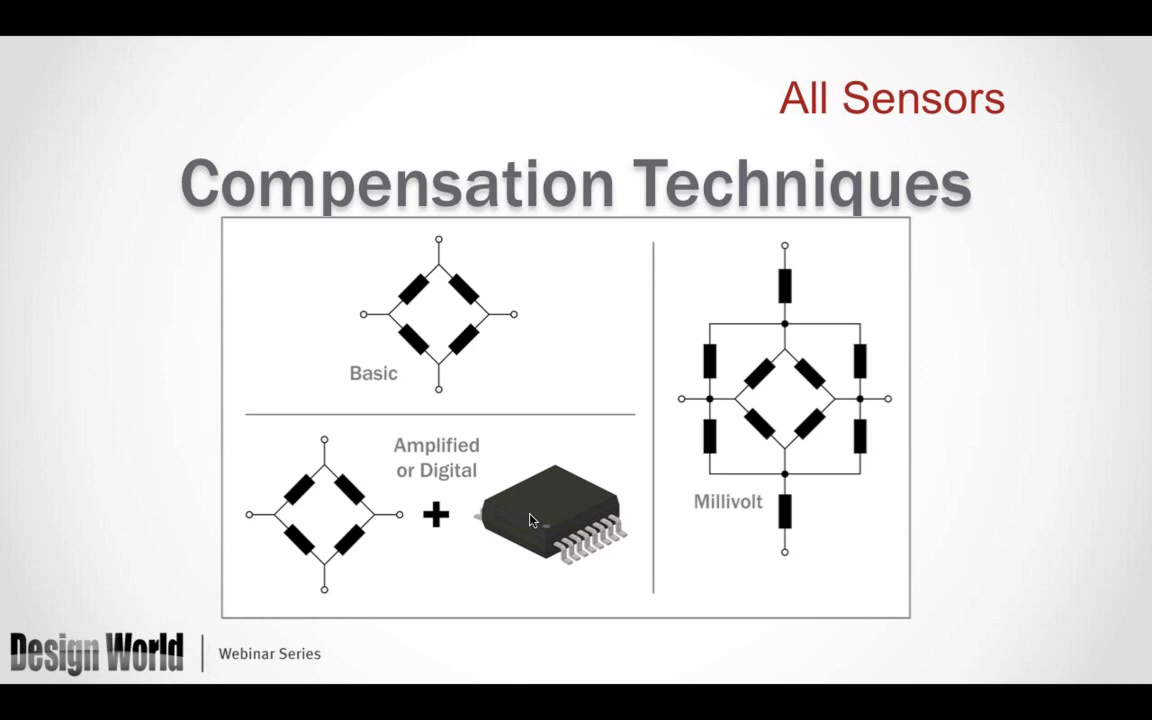 All Sensors
Compensation Techniques
Basic
Amplified
or Digital
Millivolt
Design World
Webinar Series